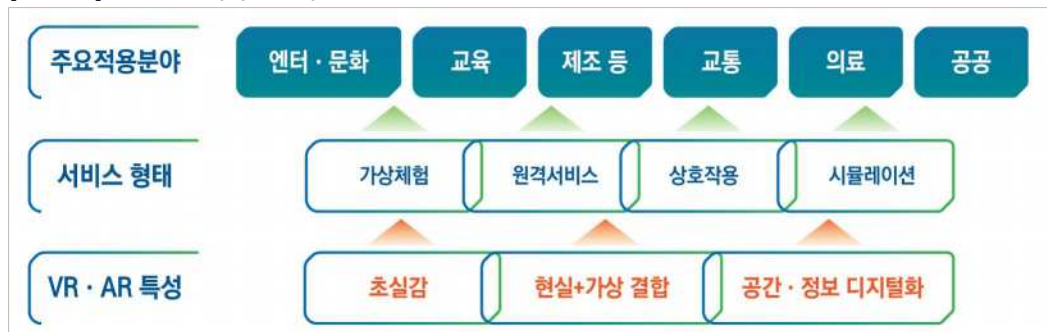 주요적용분야 엔터·문화 교육 제조 등 교통 의료 공공
서비스 형태 가상체험 원격서비스 상호작용 시뮬레이션
VR·AR 특성 초실감 현실+가상 결합 공간·정보 디지털화